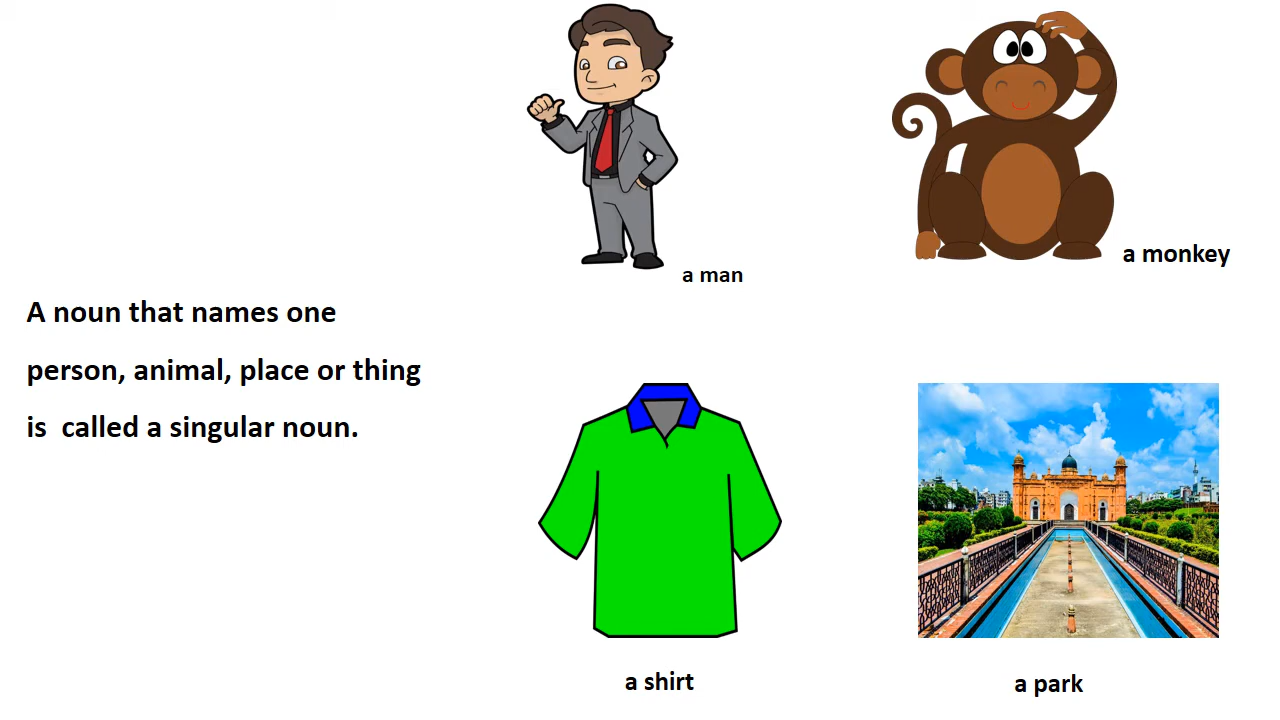 a man
a monkey
A noun that names one
person, animal, place or thing
is  called a singular noun.
a shirt
a park